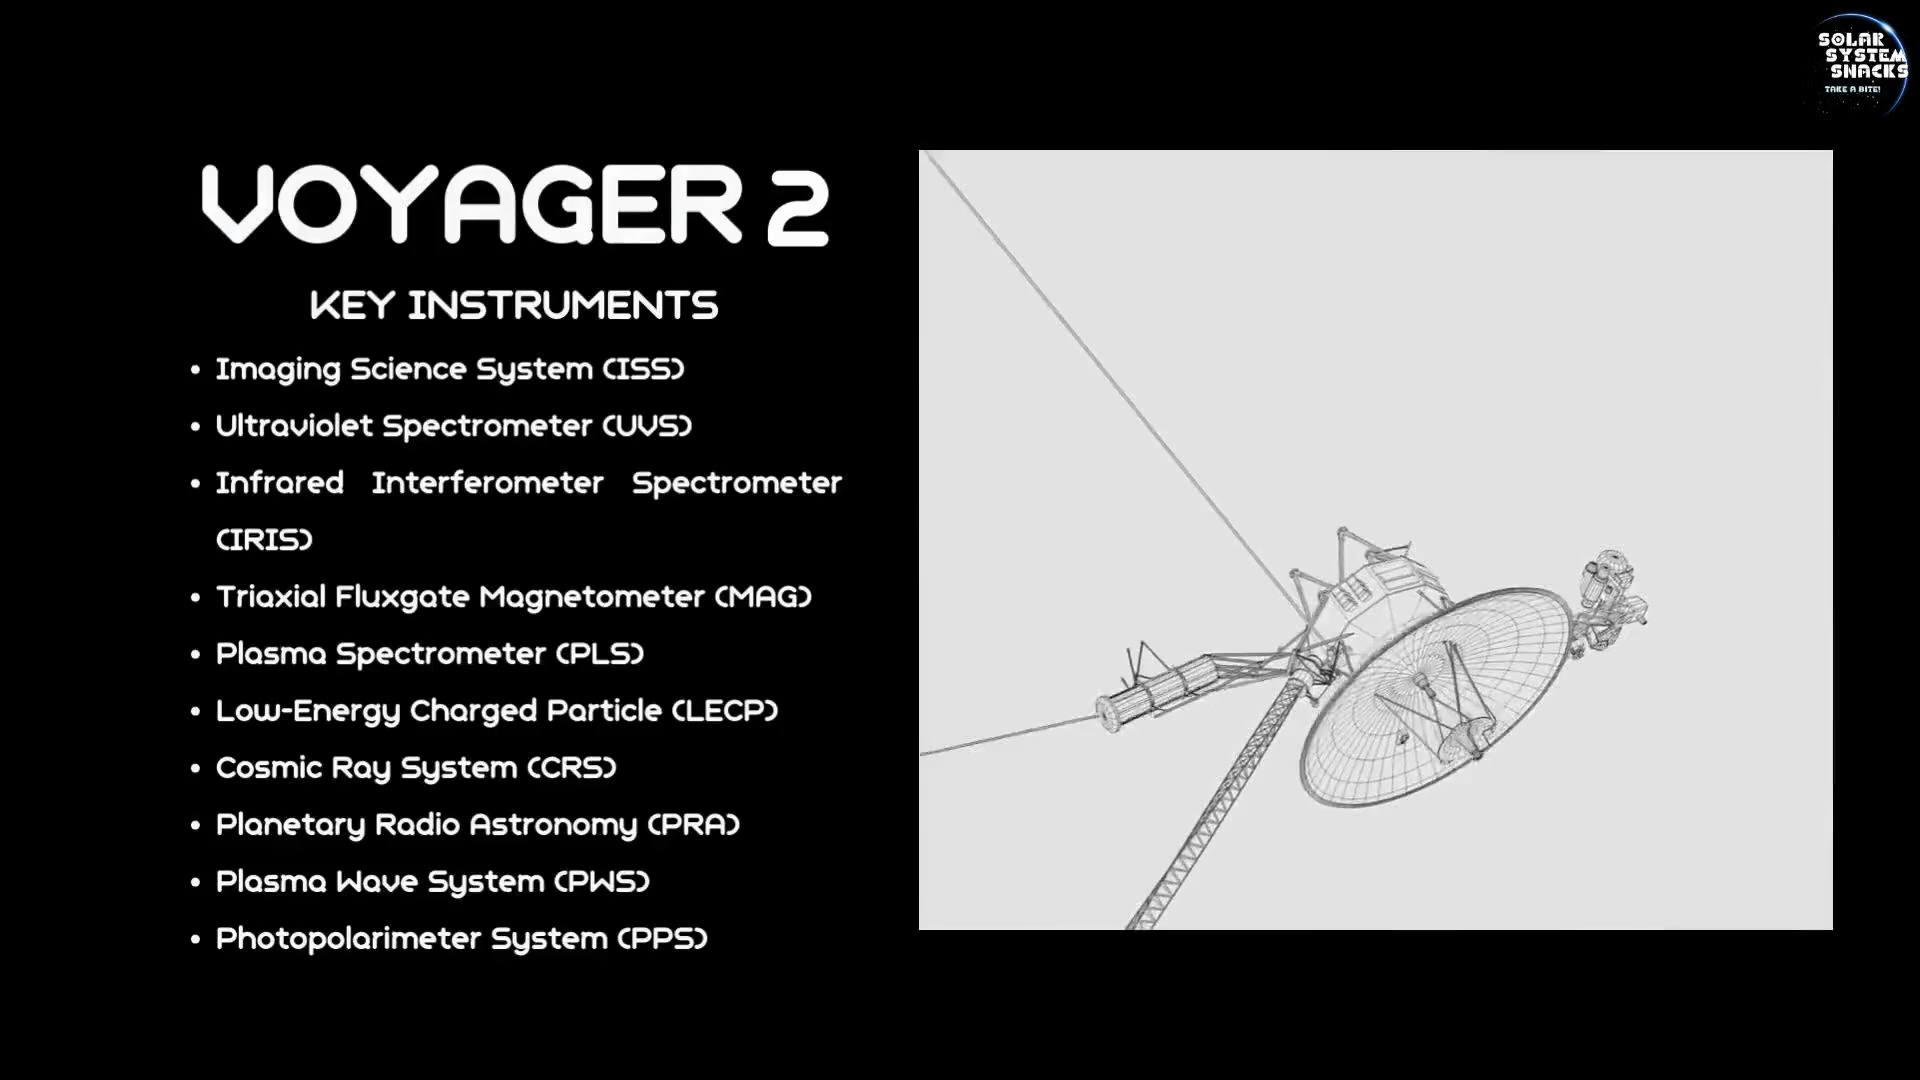 SOLAR
SYSTEM
SNACKS
TAKE A BITE!
VOYAGER 2
KEY INSTRUMENTS
• Imaging Science System (ISS)
• Ultraviolet Spectrometer (UVS)
• Infrared Interferometer Spectrometer
(IRIS)
• Triaxial Fluxgate Magnetometer (MAG)
• Plasma Spectrometer (PLS)
• Low-Energy Charged Particle (LECP)
• Cosmic Ray System (CRS)
• Planetary Radio Astronomy (PRA)
• Plasma Wave System (PWS)
• Photopolarimeter System (PPS)